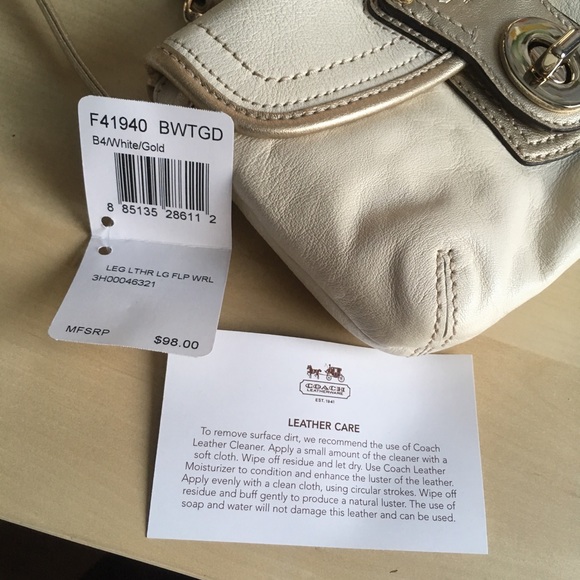 F41940 BWTGD
B4/White/Gold
8 85135 28611 2
LEG LTHR LG FLP WRL
3H00046321
MFSRP $98.00
COACH
LEATHERWARE
EST. 1941
LEATHER CARE
To remove surface dirt, we recommend the use of Coach
Leather Cleaner. Apply a small amount of the cleaner with a
soft cloth. Wipe off residue and let dry. Use Coach Leather
Moisturizer to condition and enhance the luster of the leather.
Apply evenly with a clean cloth, using circular strokes. Wipe off
residue and buff gently to produce a natural luster. The use of
soap and water will not damage this leather and can be used.